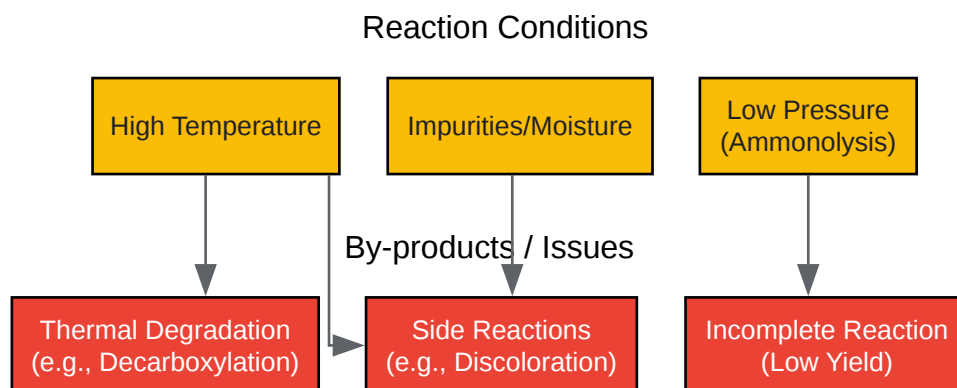 Reaction Conditions
High Temperature
Impurities/Moisture
Low Pressure
(Ammonolysis)
By-products / Issues
Thermal Degradation
(e.g., Decarboxylation)
Side Reactions
(e.g., Discoloration)
Incomplete Reaction
(Low Yield)